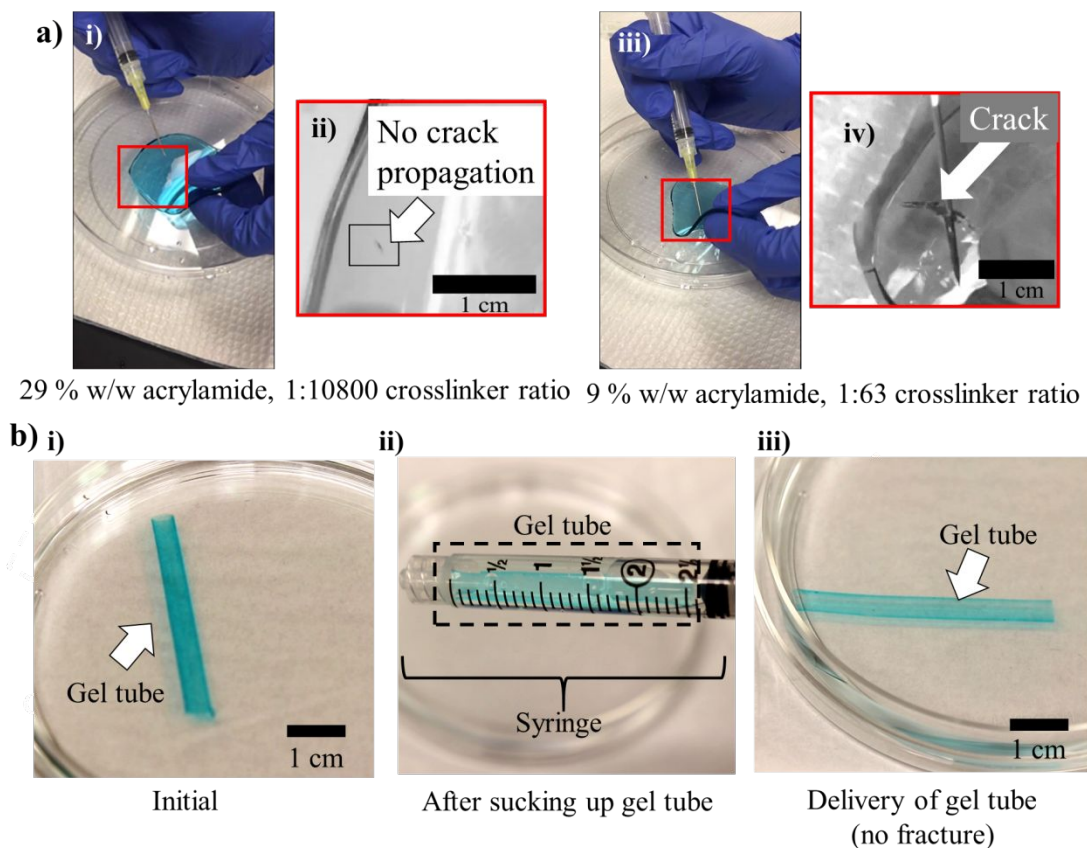 a)
i)
ii)
No crack
propagation
1 cm
iii)
iv)
Crack
1 cm
29 % w/w acrylamide, 1:10800 crosslinker ratio
9 % w/w acrylamide, 1:63 crosslinker ratio
b)
i)
Gel tube
1 cm
Initial
ii)
Gel tube
½ 1 1½ 2 2½
Syringe
After sucking up gel tube
iii)
Gel tube
1 cm
Delivery of gel tube
(no fracture)